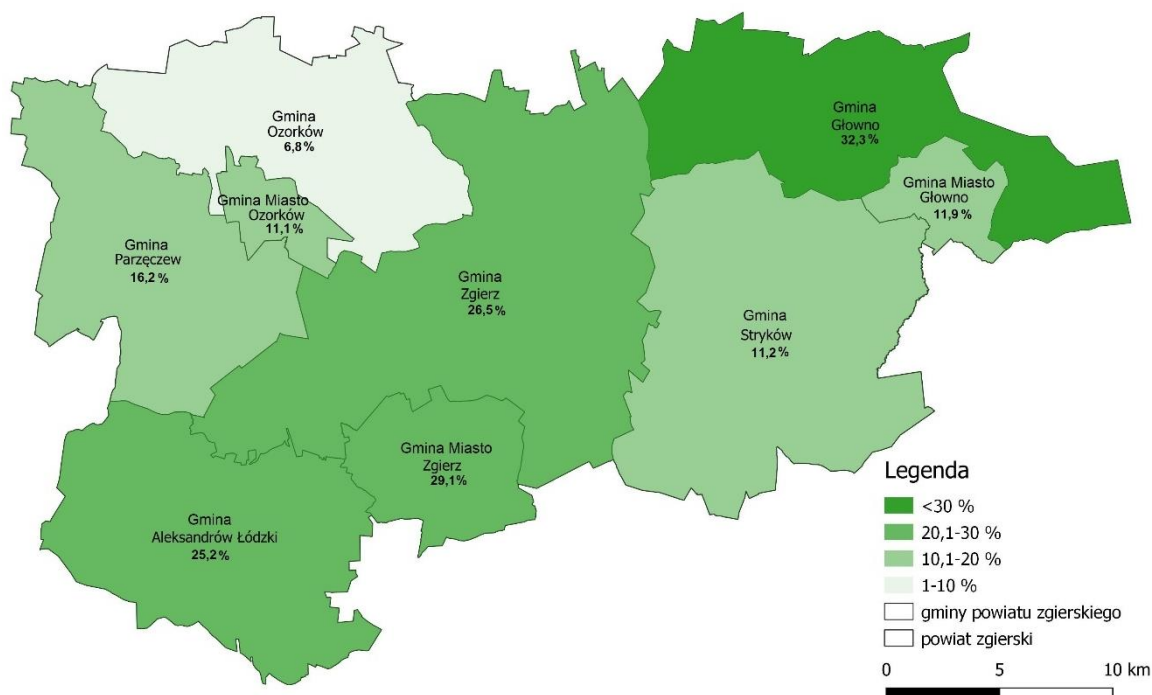 Gmina
Ozorków
6,8%
Gmina
Głowno
32,3%
Gmina Miasto
Głowno
11,9%
Gmina Miasto
Ozorków
11,1%
Gmina
Parzęczew
16,2%
Gmina
Zgierz
26,5%
Gmina
Stryków
11,2%
Gmina Miasto
Zgierz
29,1%
Gmina
Aleksandrów Łódzki
25,2%
Legenda
<30 %
20,1-30 %
10,1-20 %
1-10 %
gminy powiatu zgierskiego
powiat zgierski
0 5 10 km